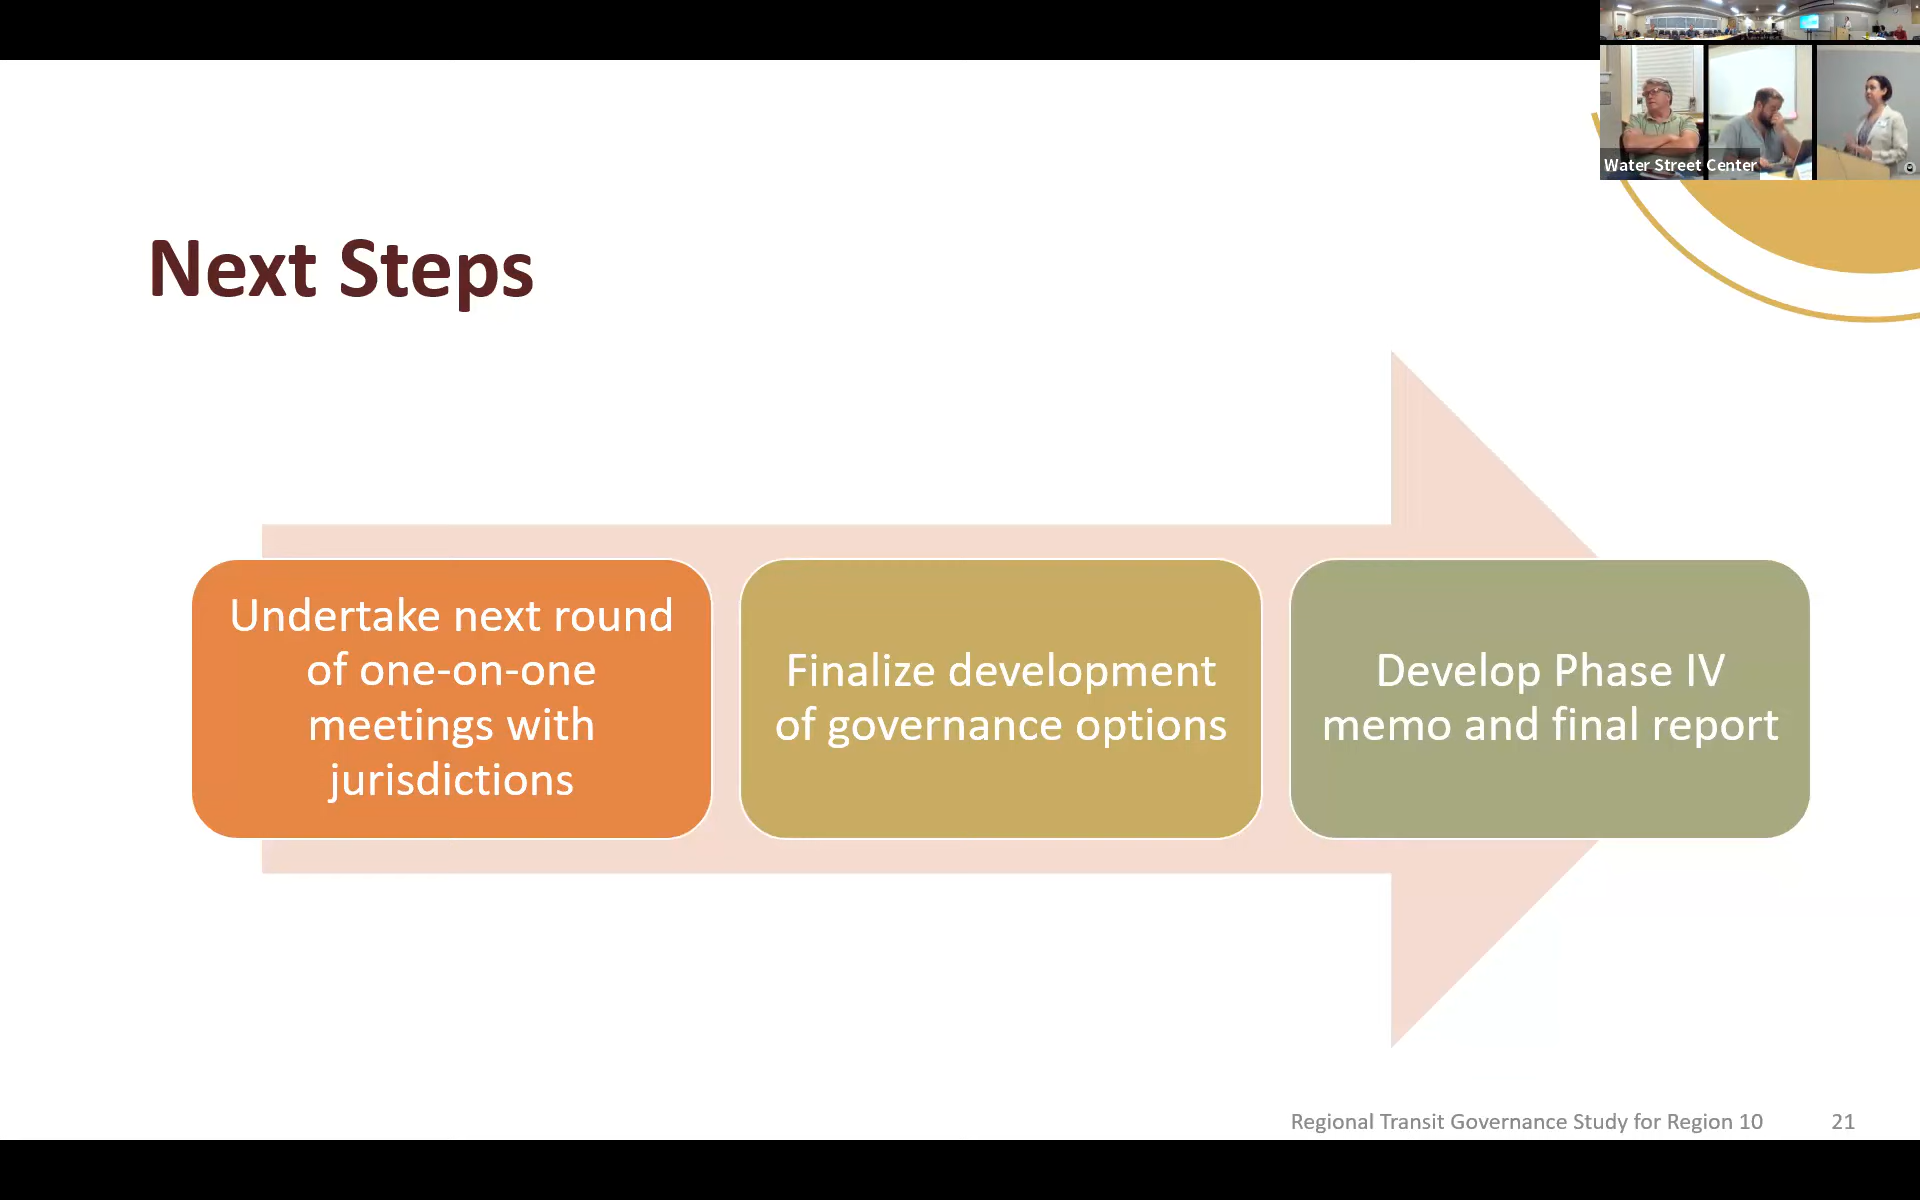 Water Street Center
Next Steps
Undertake next round
of one-on-one
meetings with
jurisdictions
Finalize development
of governance options
Develop Phase IV
memo and final report
Regional Transit Governance Study for Region 10
21